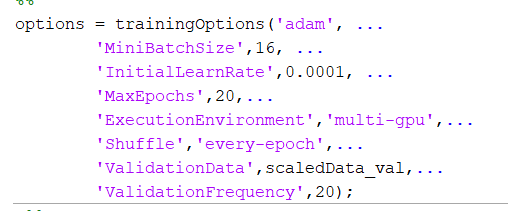 %%
options = trainingOptions('adam', ...
'MiniBatchSize',16, ...
'InitialLearnRate',0.0001, ...
'MaxEpochs',20,...
'ExecutionEnvironment','multi-gpu',...
'Shuffle','every-epoch',...
'ValidationData',scaledData_val,...
'ValidationFrequency',20);